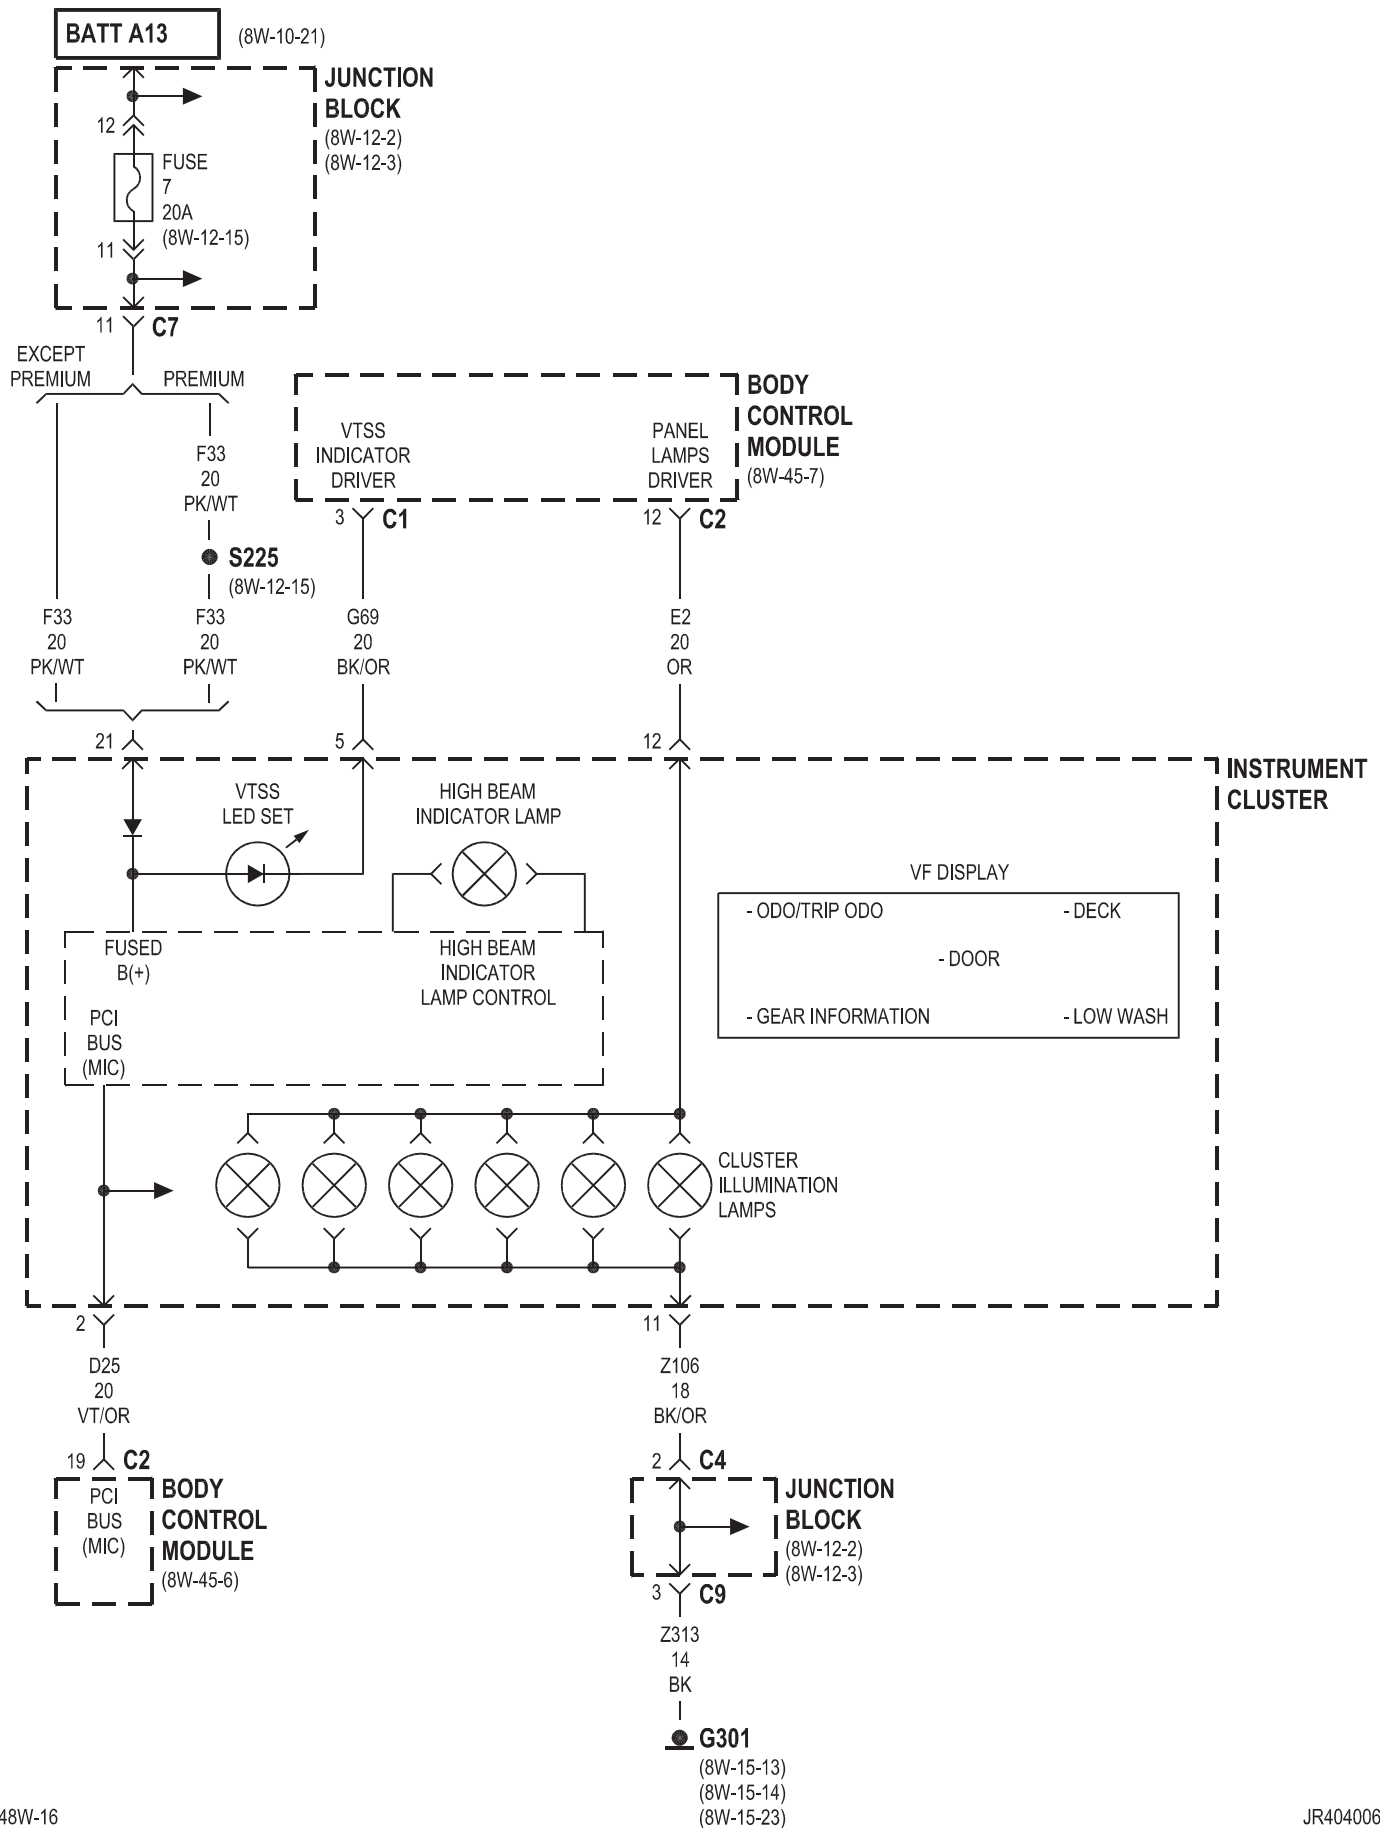 BATT A13
(8W-10-21)
JUNCTION
BLOCK
(8W-12-2)
(8W-12-3)
12
FUSE
7
20A
(8W-12-15)
11
11
C7
EXCEPT
PREMIUM
PREMIUM
F33
20
PK/WT
S225
(8W-12-15)
F33
20
PK/WT
F33
20
PK/WT
BODY
CONTROL
MODULE
(8W-45-7)
VTSS
INDICATOR
DRIVER
PANEL
LAMPS
DRIVER
3
C1
12
C2
G69
20
BK/OR
E2
20
OR
21
5
12
INSTRUMENT
CLUSTER
VTSS
LED SET
HIGH BEAM
INDICATOR LAMP
VF DISPLAY
- ODO/TRIP ODO
- DECK
- DOOR
- GEAR INFORMATION
- LOW WASH
FUSED
B(+)
HIGH BEAM
INDICATOR
LAMP CONTROL
PCI
BUS
(MIC)
CLUSTER
ILLUMINATION
LAMPS
2
11
D25
20
VT/OR
Z106
18
BK/OR
19
C2
2
C4
PCI
BUS
(MIC)
BODY
CONTROL
MODULE
(8W-45-6)
JUNCTION
BLOCK
(8W-12-2)
(8W-12-3)
3
C9
Z313
14
BK
G301
(8W-15-13)
(8W-15-14)
(8W-15-23)
48W-16
JR404006